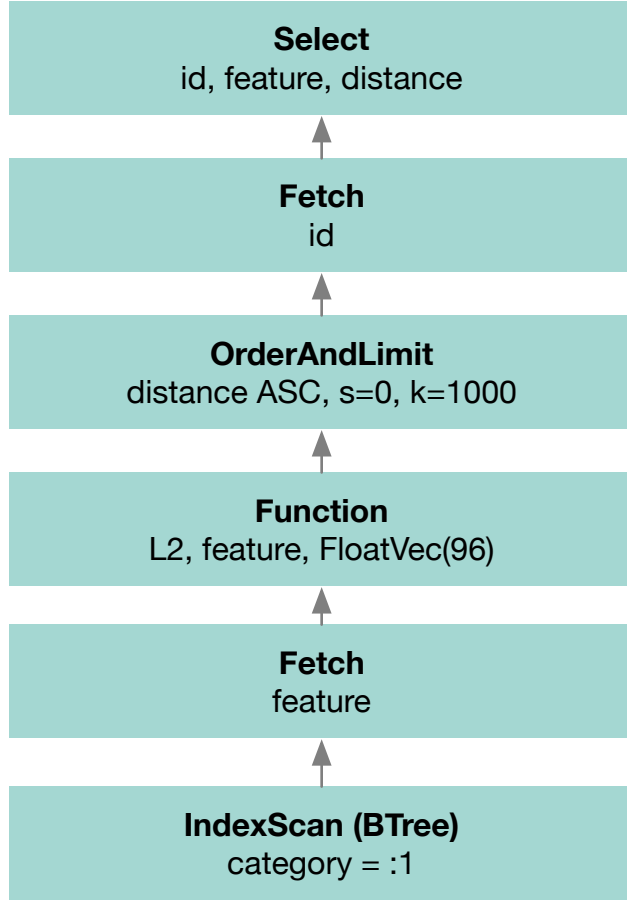 Select
id, feature, distance
Fetch
id
OrderAndLimit
distance ASC, s=0, k=1000
Function
L2, feature, FloatVec(96)
Fetch
feature
IndexScan (BTree)
category = :1